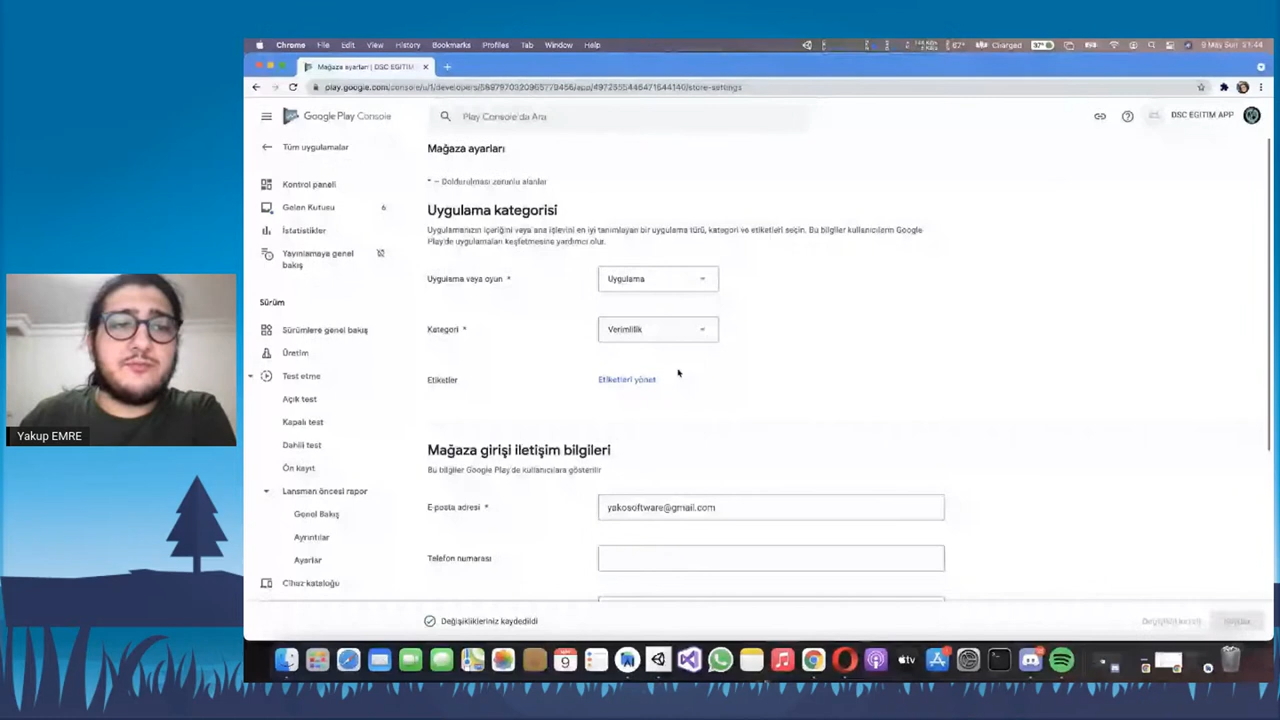 Chrome File Edit View History Bookmarks Profiles Tab Window Help
Charged
Mağaza ayarları | DSC EGITIM
Google Play Console
Play Console'da Ara
DSC EGITIM APP
Tüm uygulamalar
Kontrol paneli
Gelen Kutusu 6
İstatistikler
Yayınlamaya genel
bakış
Sürüm
Sürümlere genel bakış
Üretim
Test etme
Açık test
Kapalı test
Dahili test
Ön kayıt
Lansman öncesi rapor
Genel Bakış
Ayrıntılar
Ayarlar
Cihaz kataloğu
Mağaza ayarları
* – Doldurulması zorunlu alanlar
Uygulama kategorisi
Uygulamanızın içeriğini veya ana işlevini en iyi tanımlayan bir uygulama türü, kategori ve etiketleri seçin. Bu bilgiler kullanıcıların Google
Play'de uygulamaları keşfetmesine yardımcı olur.
Uygulama veya oyun * Uygulama
Kategori * Verimlilik
Etiketler Etiketleri yönet
Mağaza girişi iletişim bilgileri
Bu bilgiler Google Play'de kullanıcılara gösterilir
E-posta adresi * yakosoftware@gmail.com
Telefon numarası
Değişiklikleriniz kaydedildi
Yakup EMRE